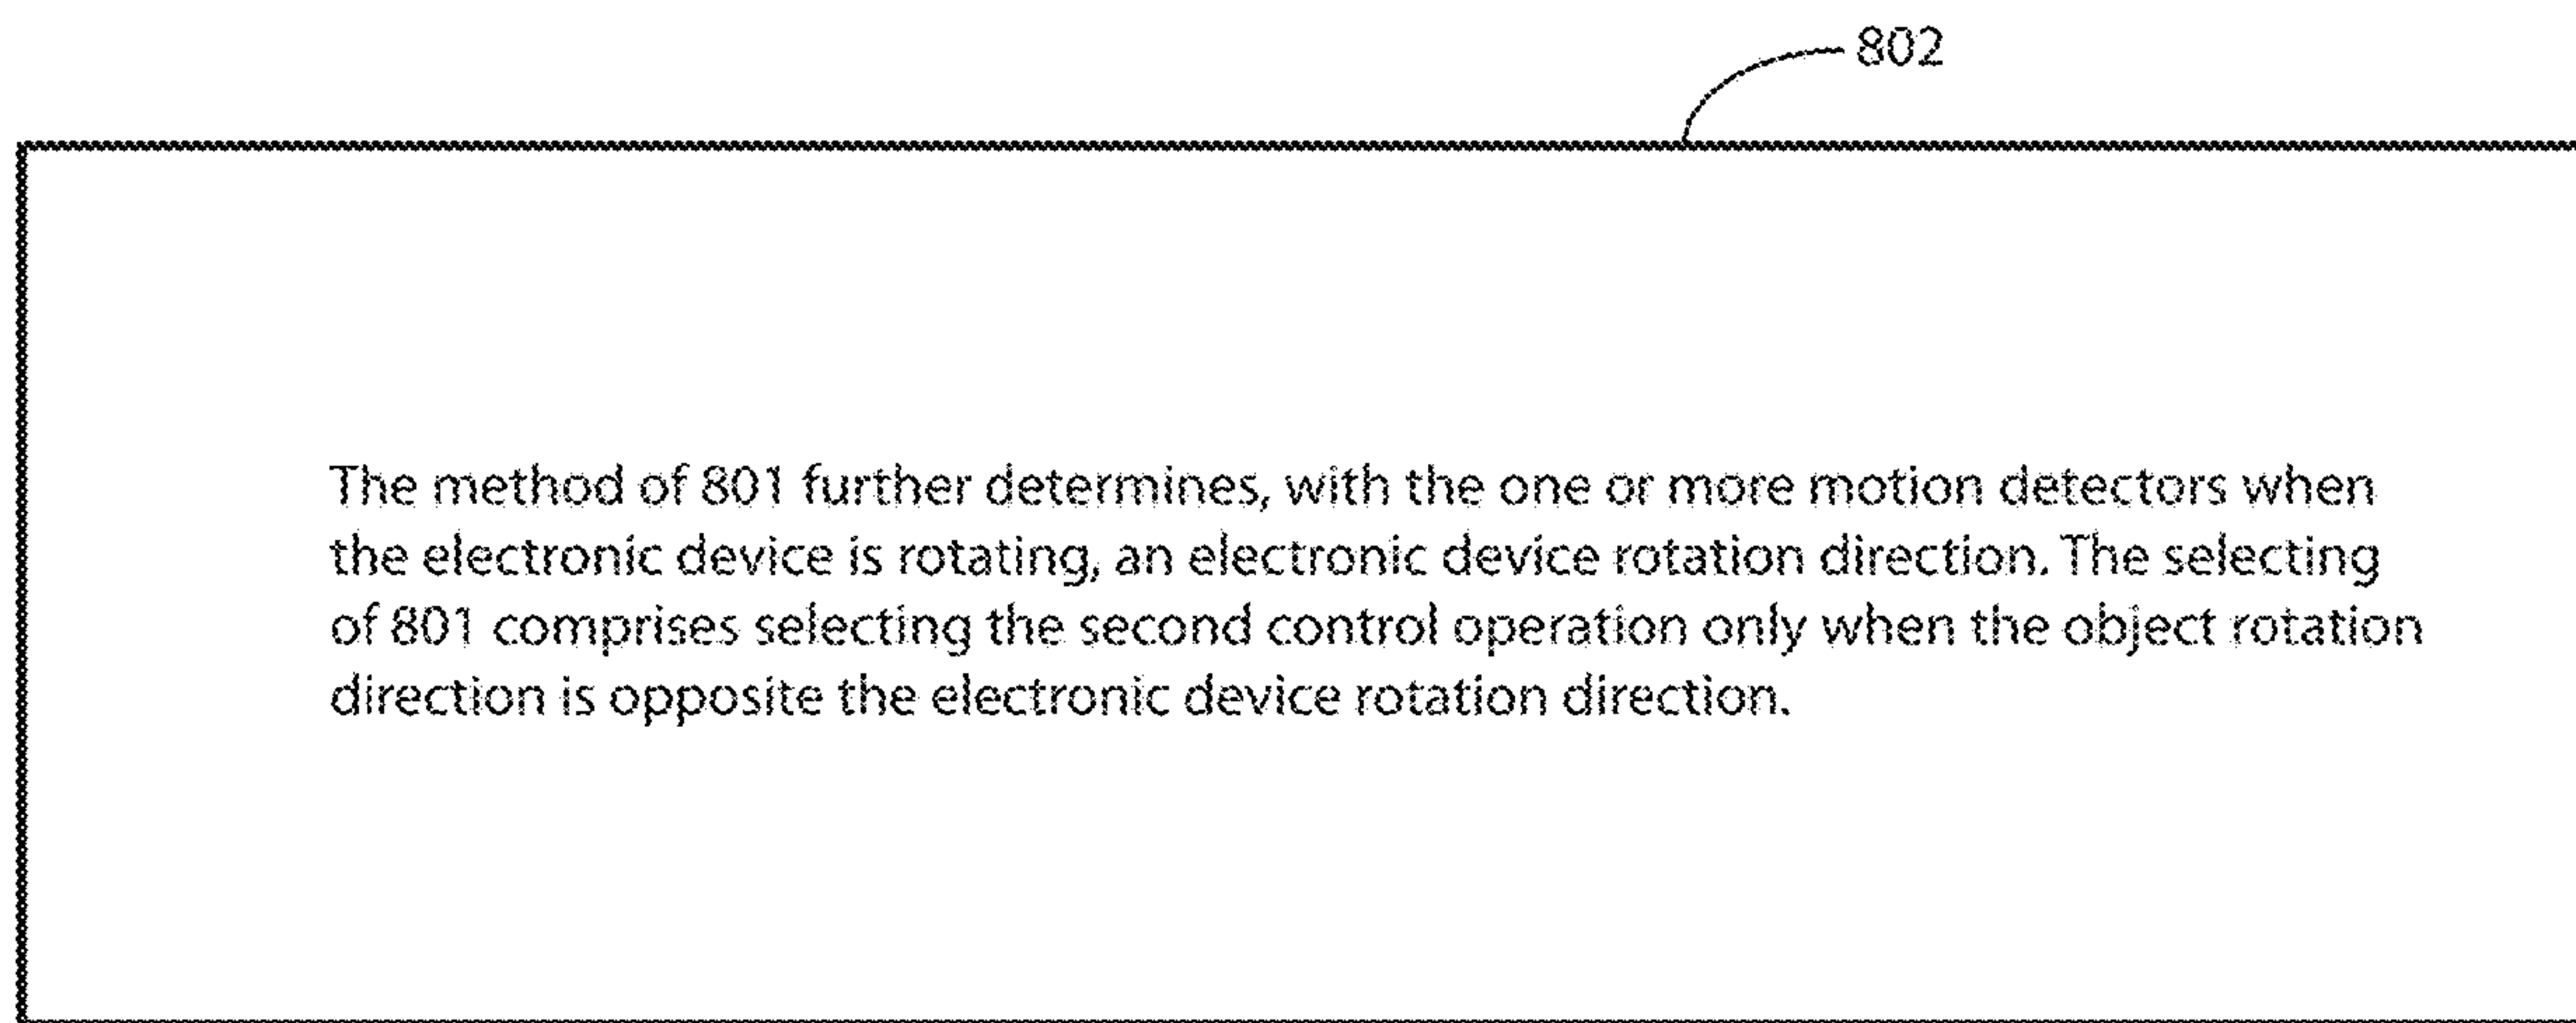 802
The method of 801 further determines, with the one or more motion detectors when
the electronic device is rotating, an electronic device rotation direction. The selecting
of 801 comprises selecting the second control operation only when the object rotation
direction is opposite the electronic device rotation direction.